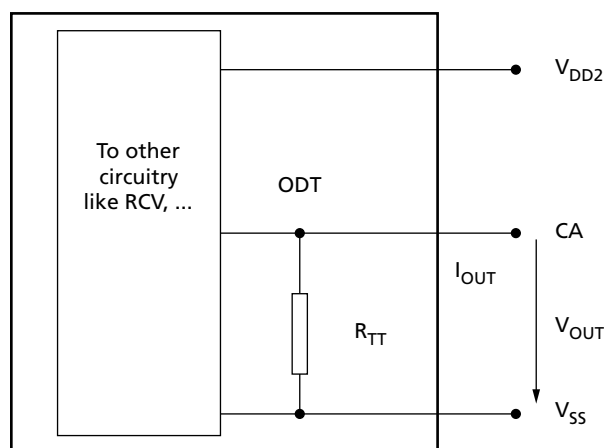 V_DD2
To other
circuitry
like RCV, ...
ODT
CA
I_OUT
V_OUT
R_TT
V_SS